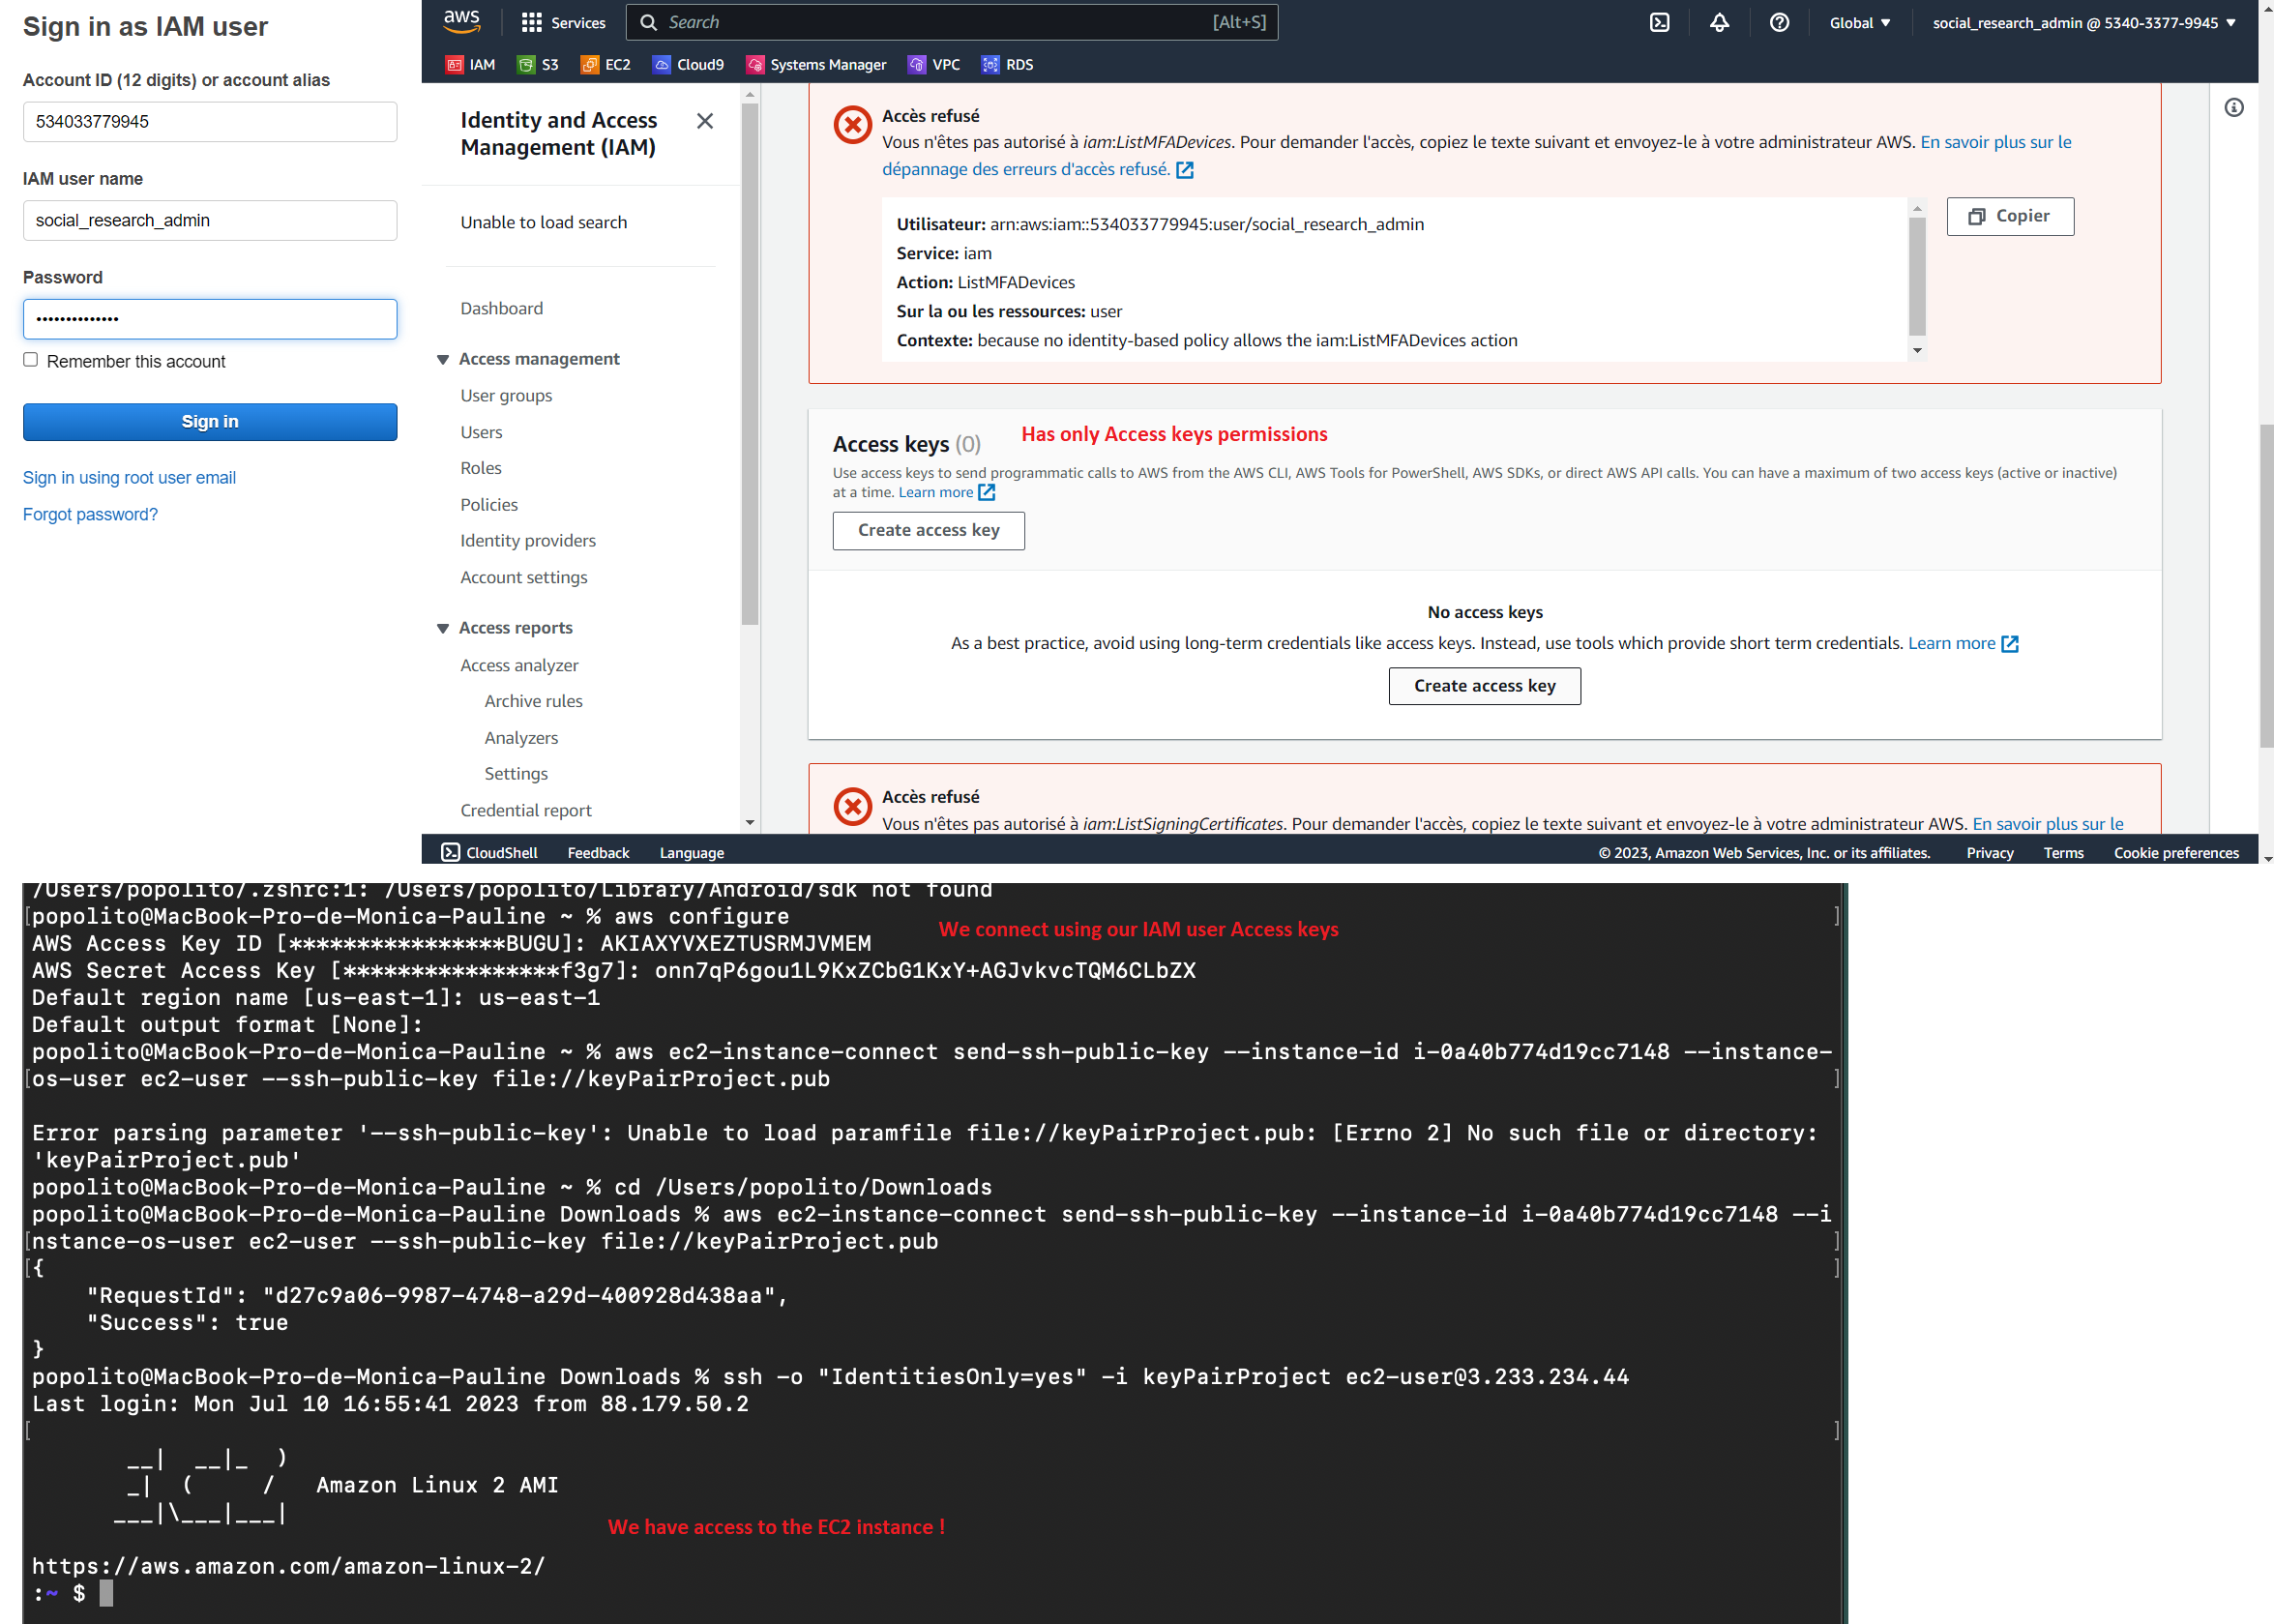 Sign in as IAM user
Account ID (12 digits) or account alias
534033779945
IAM user name
social_research_admin
Password
••••••••••••••
Remember this account
Sign in
Sign in using root user email
Forgot password?
aws
Services
Search
[Alt+S]
Global
social_research_admin @ 5340-3377-9945
IAM
S3
EC2
Cloud9
Systems Manager
VPC
RDS
Identity and Access
Management (IAM)
Unable to load search
Dashboard
Access management
User groups
Users
Roles
Policies
Identity providers
Account settings
Access reports
Access analyzer
Archive rules
Analyzers
Settings
Credential report
Accès refusé
Vous n'êtes pas autorisé à iam:ListMFADevices. Pour demander l'accès, copiez le texte suivant et envoyez-le à votre administrateur AWS. En savoir plus sur le
dépannage des erreurs d'accès refusé.
Utilisateur: arn:aws:iam::534033779945:user/social_research_admin
Service: iam
Action: ListMFADevices
Sur la ou les ressources: user
Contexte: because no identity-based policy allows the iam:ListMFADevices action
Copier
Access keys (0)
Has only Access keys permissions
Use access keys to send programmatic calls to AWS from the AWS CLI, AWS Tools for PowerShell, AWS SDKs, or direct AWS API calls. You can have a maximum of two access keys (active or inactive)
at a time. Learn more
Create access key
No access keys
As a best practice, avoid using long-term credentials like access keys. Instead, use tools which provide short term credentials. Learn more
Create access key
Accès refusé
Vous n'êtes pas autorisé à iam:ListSigningCertificates. Pour demander l'accès, copiez le texte suivant et envoyez-le à votre administrateur AWS. En savoir plus sur le
CloudShell
Feedback
Language
© 2023, Amazon Web Services, Inc. or its affiliates.
Privacy
Terms
Cookie preferences
/Users/popolito/.zshrc:1: /Users/popolito/Library/Android/sdk not found
[popolito@MacBook-Pro-de-Monica-Pauline ~ % aws configure ]
We connect using our IAM user Access keys
AWS Access Key ID [****************BUGU]: AKIAXYVXEZTUSRMJVMEM
AWS Secret Access Key [****************f3g7]: 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
Default region name [us-east-1]: us-east-1
Default output format [None]:
popolito@MacBook-Pro-de-Monica-Pauline ~ % aws ec2-instance-connect send-ssh-public-key --instance-id i-0a40b774d19cc7148 --instance-
[os-user ec2-user --ssh-public-key file://keyPairProject.pub ]
Error parsing parameter '--ssh-public-key': Unable to load paramfile file://keyPairProject.pub: [Errno 2] No such file or directory:
'keyPairProject.pub'
popolito@MacBook-Pro-de-Monica-Pauline ~ % cd /Users/popolito/Downloads
popolito@MacBook-Pro-de-Monica-Pauline Downloads % aws ec2-instance-connect send-ssh-public-key --instance-id i-0a40b774d19cc7148 --i
[nstance-os-user ec2-user --ssh-public-key file://keyPairProject.pub ]
[{ ]
"RequestId": "d27c9a06-9987-4748-a29d-400928d438aa",
"Success": true
}
popolito@MacBook-Pro-de-Monica-Pauline Downloads % ssh -o "IdentitiesOnly=yes" -i keyPairProject ec2-user@3.233.234.44
Last login: Mon Jul 10 16:55:41 2023 from 88.179.50.2
[ ]
__|  __|_  )
_|  (     /   Amazon Linux 2 AMI
___|\___|___|
We have access to the EC2 instance !
https://aws.amazon.com/amazon-linux-2/
:~ $